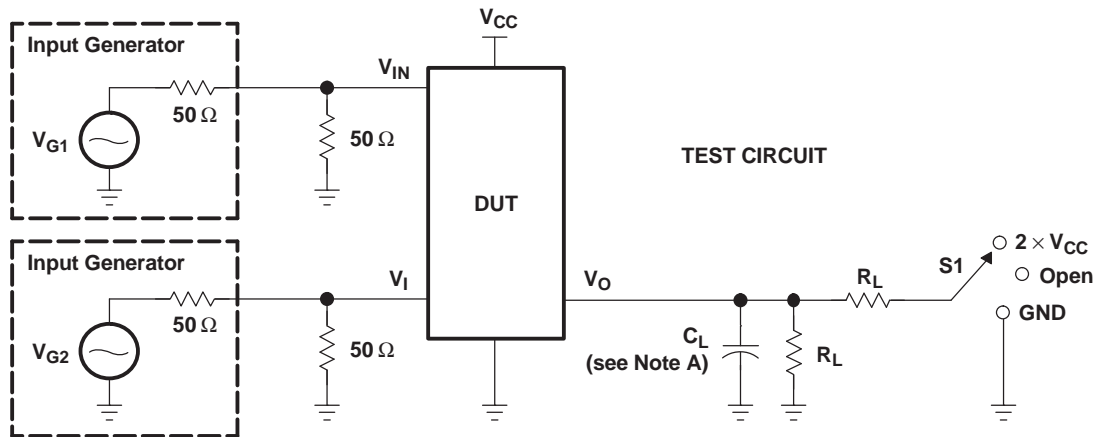 VCC
Input Generator
VIN
50 Ω
VG1
50 Ω
TEST CIRCUIT
DUT
Input Generator
VI
VO
50 Ω
VG2
50 Ω
CL
(see Note A)
RL
RL
S1
2 × VCC
Open
GND